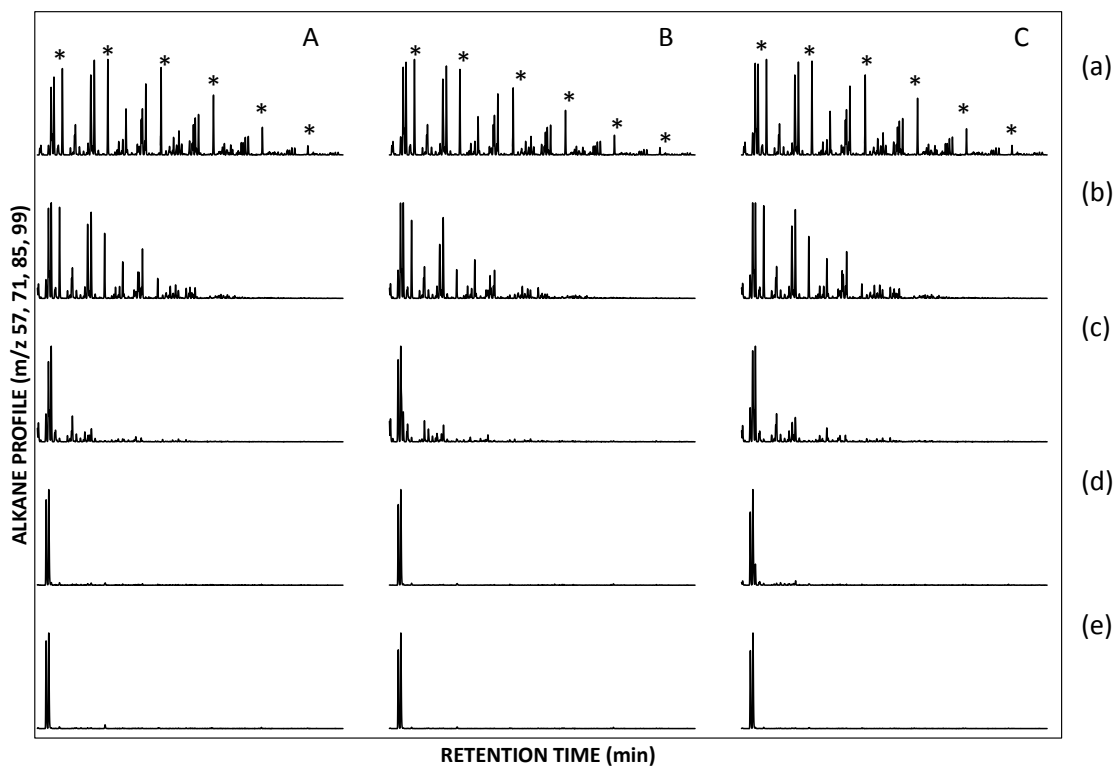 A B C (a)
* * * * * * * * * * * * * * * * * *
(b)
(c)
(d)
(e)
ALKANE PROFILE (m/z 57, 71, 85, 99)
RETENTION TIME (min)